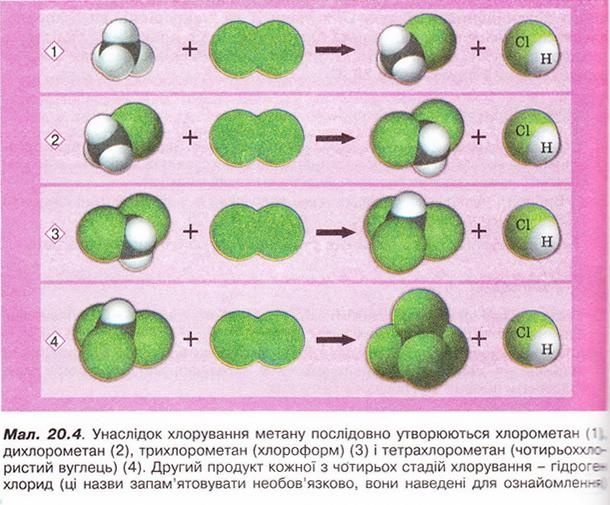 1 + + Cl H
2 + + Cl H
3 + + Cl H
4 + + Cl H
Мал. 20.4. Унаслідок хлорування метану послідовно утворюються хлорометан (1),
дихлорометан (2), трихлорометан (хлороформ) (3) і тетрахлорометан (чотирьоххло-
ристий вуглець) (4). Другий продукт кожної з чотирьох стадій хлорування – гідроген
хлорид (ці назви запам'ятовувати необов'язково, вони наведені для ознайомлення